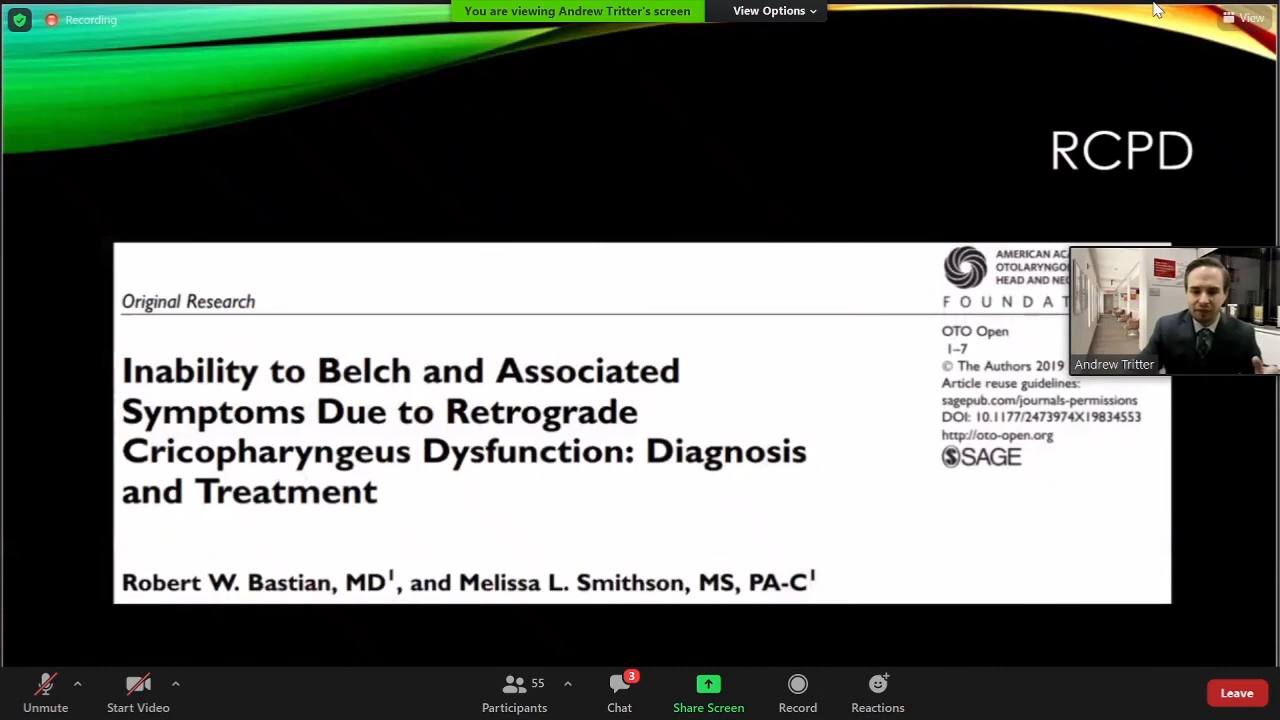 Recording
You are viewing Andrew Tritter's screen
View Options
View
RCPD
Original Research
AMERICAN
OTOLARYNGO
HEAD AND NEC
FOUNDAT
OTO Open
1–7
© The Authors 2019
Article reuse guidelines:
sagepub.com/journals-permissions
DOI: 10.1177/2473974X19834553
http://oto-open.org
SAGE
Inability to Belch and Associated
Symptoms Due to Retrograde
Cricopharyngeus Dysfunction: Diagnosis
and Treatment
Robert W. Bastian, MD¹, and Melissa L. Smithson, MS, PA-C¹
Andrew Tritter
Unmute
Start Video
55
Participants
3
Chat
Share Screen
Record
Reactions
Leave